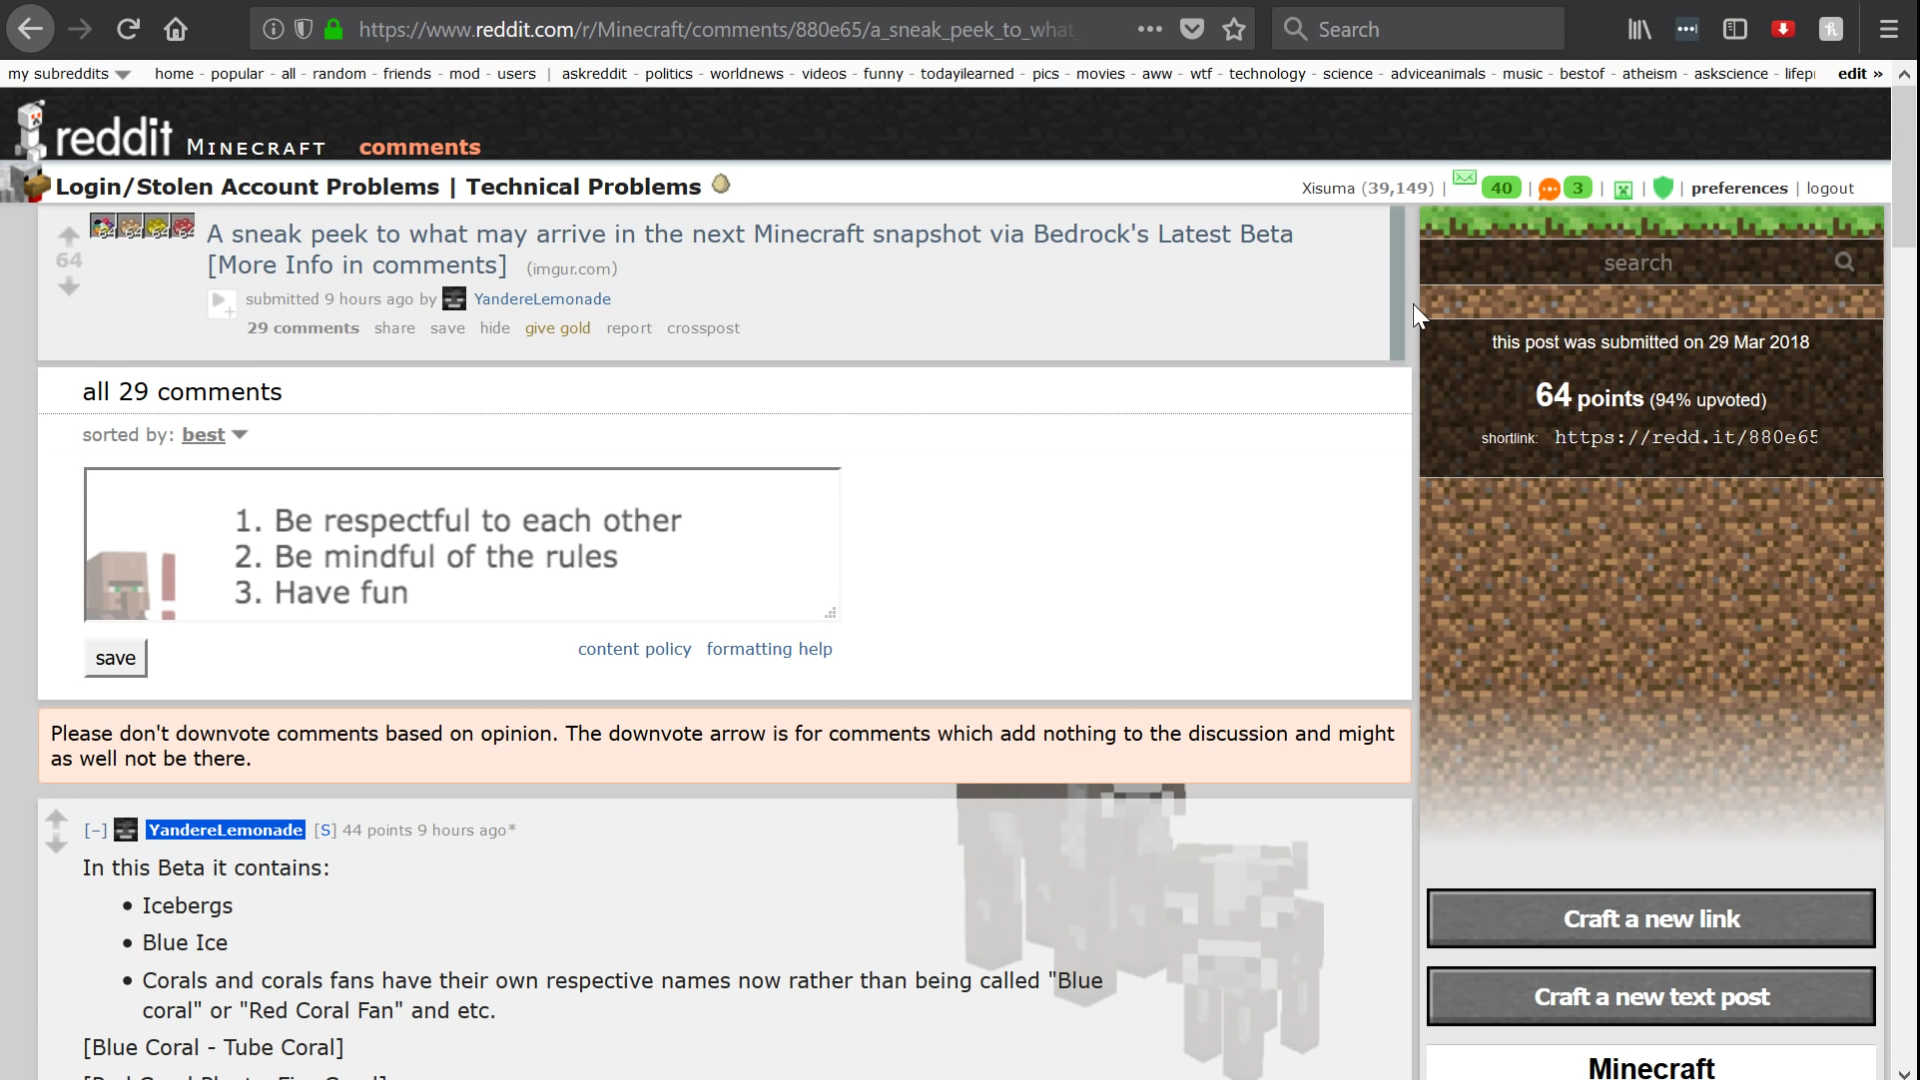 https://www.reddit.com/r/Minecraft/comments/880e65/a_sneak_peek_to_what_
Search
my subreddits
home - popular - all - random - friends - mod - users | askreddit - politics - worldnews - videos - funny - todayilearned - pics - movies - aww - wtf - technology - science - adviceanimals - music - bestof - atheism - askscience - lifepr
edit »
reddit MINECRAFT comments
Login/Stolen Account Problems | Technical Problems
Xisuma (39,149) | 40 | 3 | | preferences | logout
A sneak peek to what may arrive in the next Minecraft snapshot via Bedrock's Latest Beta
[More Info in comments] (imgur.com)
64
submitted 9 hours ago by YandereLemonade
29 comments share save hide give gold report crosspost
search
this post was submitted on 29 Mar 2018
64 points (94% upvoted)
shortlink: https://redd.it/880e65
all 29 comments
sorted by: best
1. Be respectful to each other
2. Be mindful of the rules
3. Have fun
save
content policy formatting help
Please don't downvote comments based on opinion. The downvote arrow is for comments which add nothing to the discussion and might
as well not be there.
[–] YandereLemonade [S] 44 points 9 hours ago*
In this Beta it contains:
• Icebergs
• Blue Ice
• Corals and corals fans have their own respective names now rather than being called "Blue
coral" or "Red Coral Fan" and etc.
[Blue Coral - Tube Coral]
Craft a new link
Craft a new text post
Minecraft